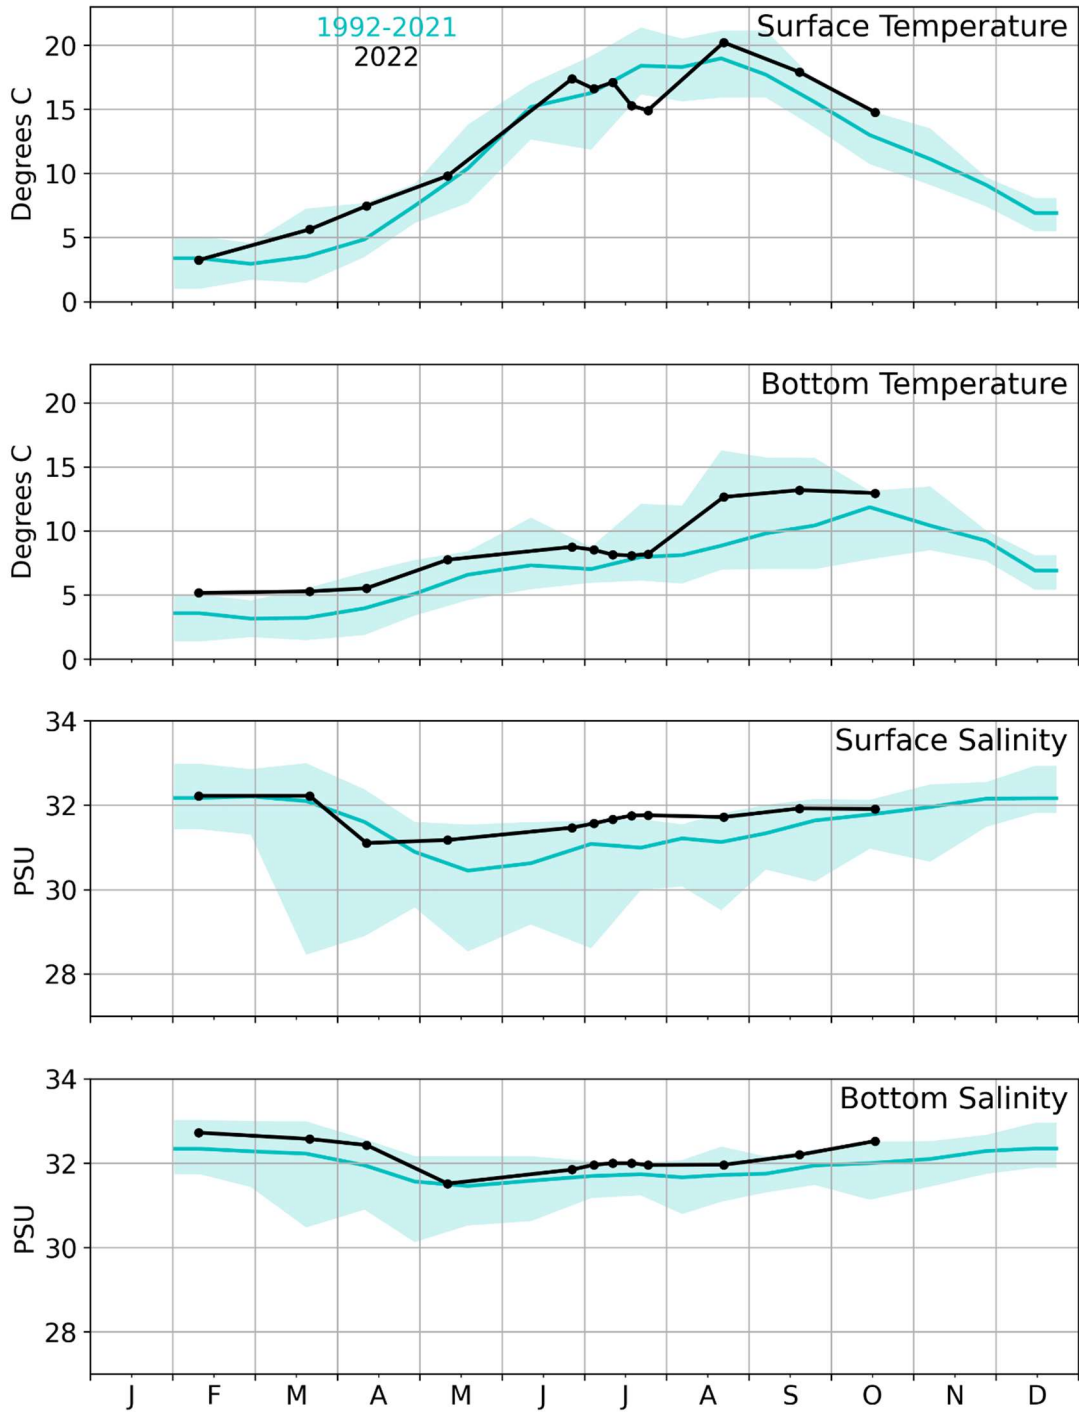 1992-2021
2022
Surface Temperature
Degrees C
20
15
10
5
0
Bottom Temperature
Degrees C
20
15
10
5
0
Surface Salinity
PSU
34
32
30
28
Bottom Salinity
PSU
34
32
30
28
J F M A M J J A S O N D